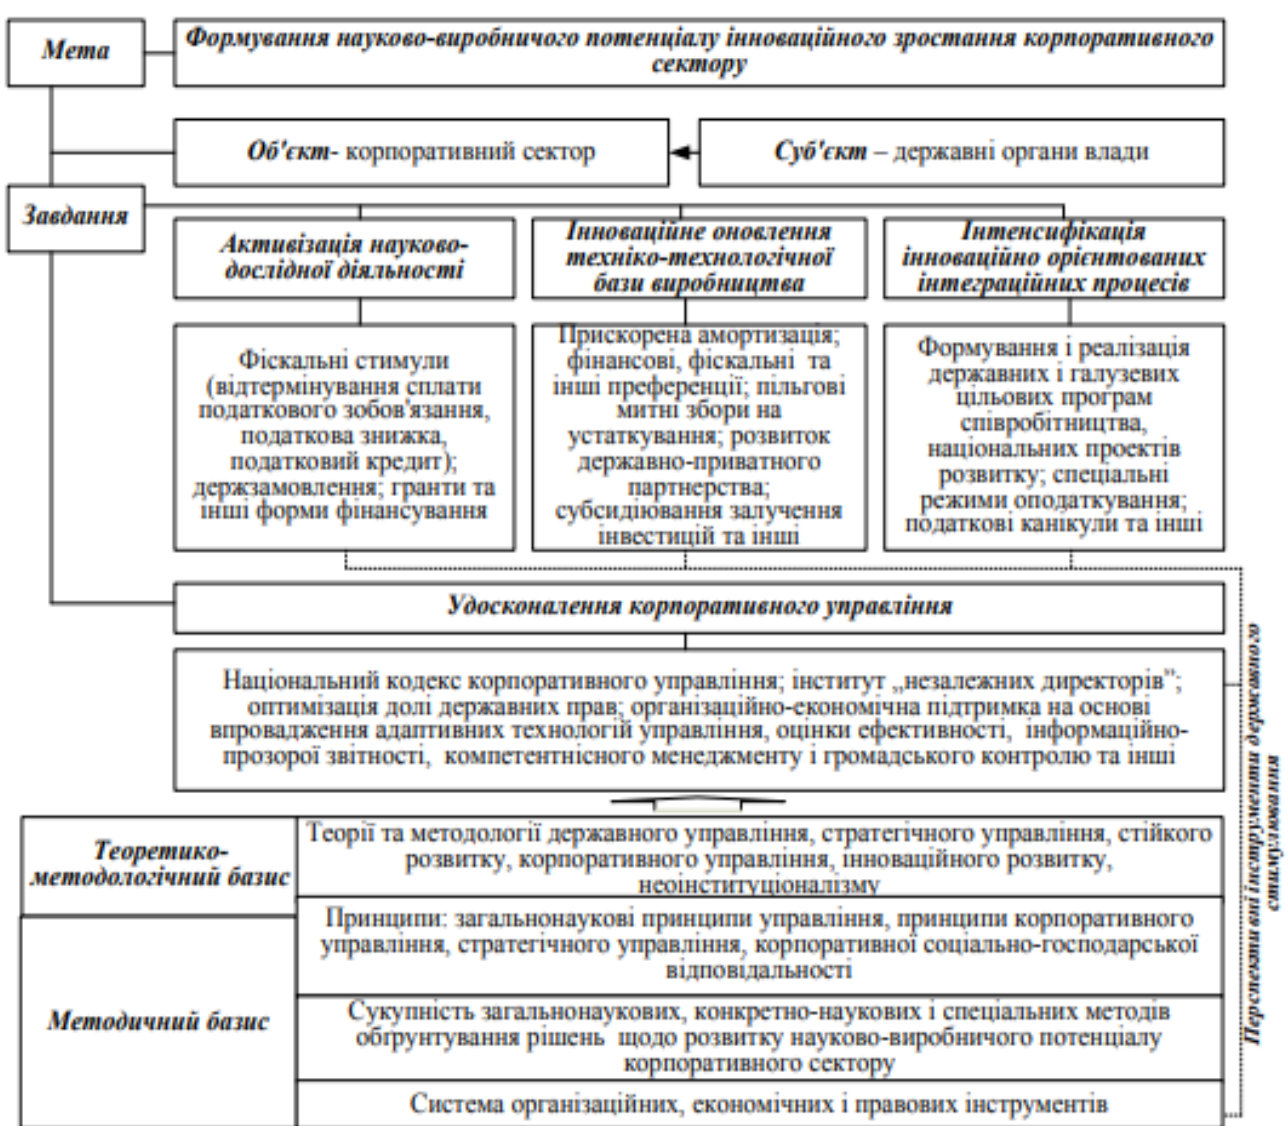 Мета
Формування науково-виробничого потенціалу інноваційного зростання корпоративного
сектору
Об'єкт- корпоративний сектор
Суб'єкт – державні органи влади
Завдання
Активізація науково-
дослідної діяльності
Інноваційне оновлення
техніко-технологічної
бази виробництва
Інтенсифікація
інноваційно орієнтованих
інтеграційних процесів
Фіскальні стимули
(відтермінування сплати
податкового зобов'язання,
податкова знижка,
податковий кредит);
держзамовлення; гранти та
інші форми фінансування
Прискорена амортизація;
фінансові, фіскальні та
інші преференції; пільгові
митні збори на
устаткування; розвиток
державно-приватного
партнерства;
субсидіювання залучення
інвестицій та інші
Формування і реалізація
державних і галузевих
цільових програм
співробітництва,
національних проектів
розвитку; спеціальні
режими оподаткування;
податкові канікули та інші
Удосконалення корпоративного управління
Національний кодекс корпоративного управління; інститут „незалежних директорів”;
оптимізація долі державних прав; організаційно-економічна підтримка на основі
впровадження адаптивних технологій управління, оцінки ефективності, інформаційно-
прозорої звітності, компетентнісного менеджменту і громадського контролю та інші
Перспективні інструменти державного
стимулювання
Теоретико-
методологічний базис
Теорії та методології державного управління, стратегічного управління, стійкого
розвитку, корпоративного управління, інноваційного розвитку,
неоінституціоналізму
Методичний базис
Принципи: загальнонаукові принципи управління, принципи корпоративного
управління, стратегічного управління, корпоративної соціально-господарської
відповідальності
Сукупність загальнонаукових, конкретно-наукових і спеціальних методів
обґрунтування рішень щодо розвитку науково-виробничого потенціалу
корпоративного сектору
Система організаційних, економічних і правових інструментів